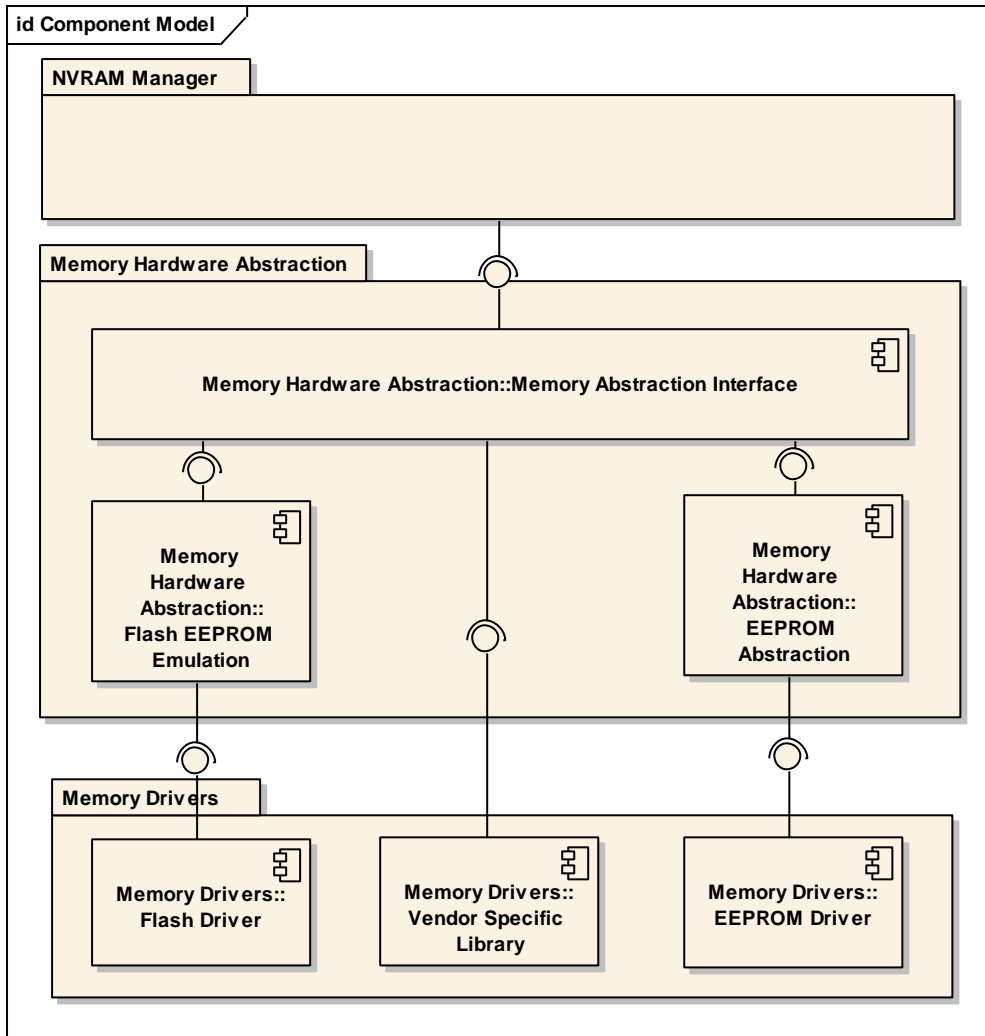 id Component Model
NVRAM Manager
Memory Hardware Abstraction
Memory Hardware Abstraction::Memory Abstraction Interface
Memory
Hardware
Abstraction::
Flash EEPROM
Emulation
Memory
Hardware
Abstraction::
EEPROM
Abstraction
Memory Drivers
Memory Drivers::
Flash Driver
Memory Drivers::
Vendor Specific
Library
Memory Drivers::
EEPROM Driver